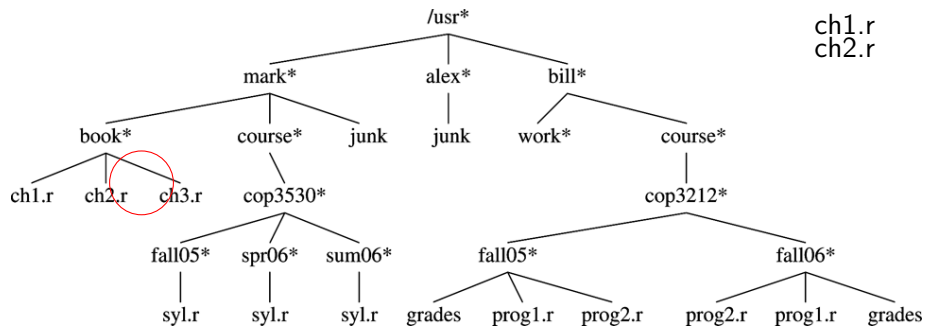 /usr*
ch1.r
ch2.r
mark* alex* bill*
book* course* junk junk work* course*
ch1.r ch2.r ch3.r cop3530* cop3212*
fall05* spr06* sum06* fall05* fall06*
syl.r syl.r syl.r grades prog1.r prog2.r prog2.r prog1.r grades